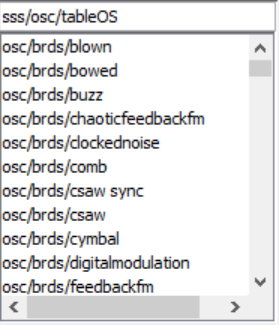 sss/osc/tableOS
osc/brds/blown
osc/brds/bowed
osc/brds/buzz
osc/brds/chaoticfeedbackfm
osc/brds/clockednoise
osc/brds/comb
osc/brds/csaw sync
osc/brds/csaw
osc/brds/cymbal
osc/brds/digitalmodulation
osc/brds/feedbackfm